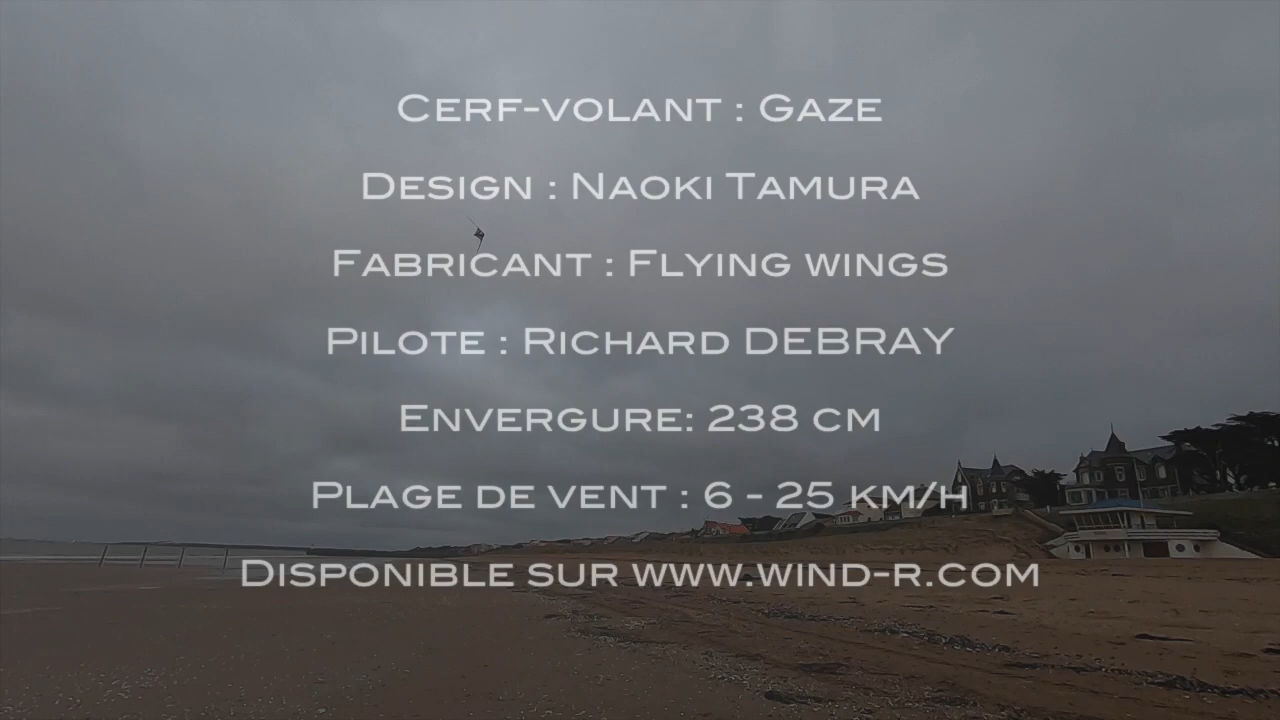 Cerf-volant : Gaze
Design : Naoki Tamura
Fabricant : Flying wings
Pilote : Richard DEBRAY
Envergure: 238 cm
Plage de vent : 6 - 25 km/h
Disponible sur www.wind-r.com